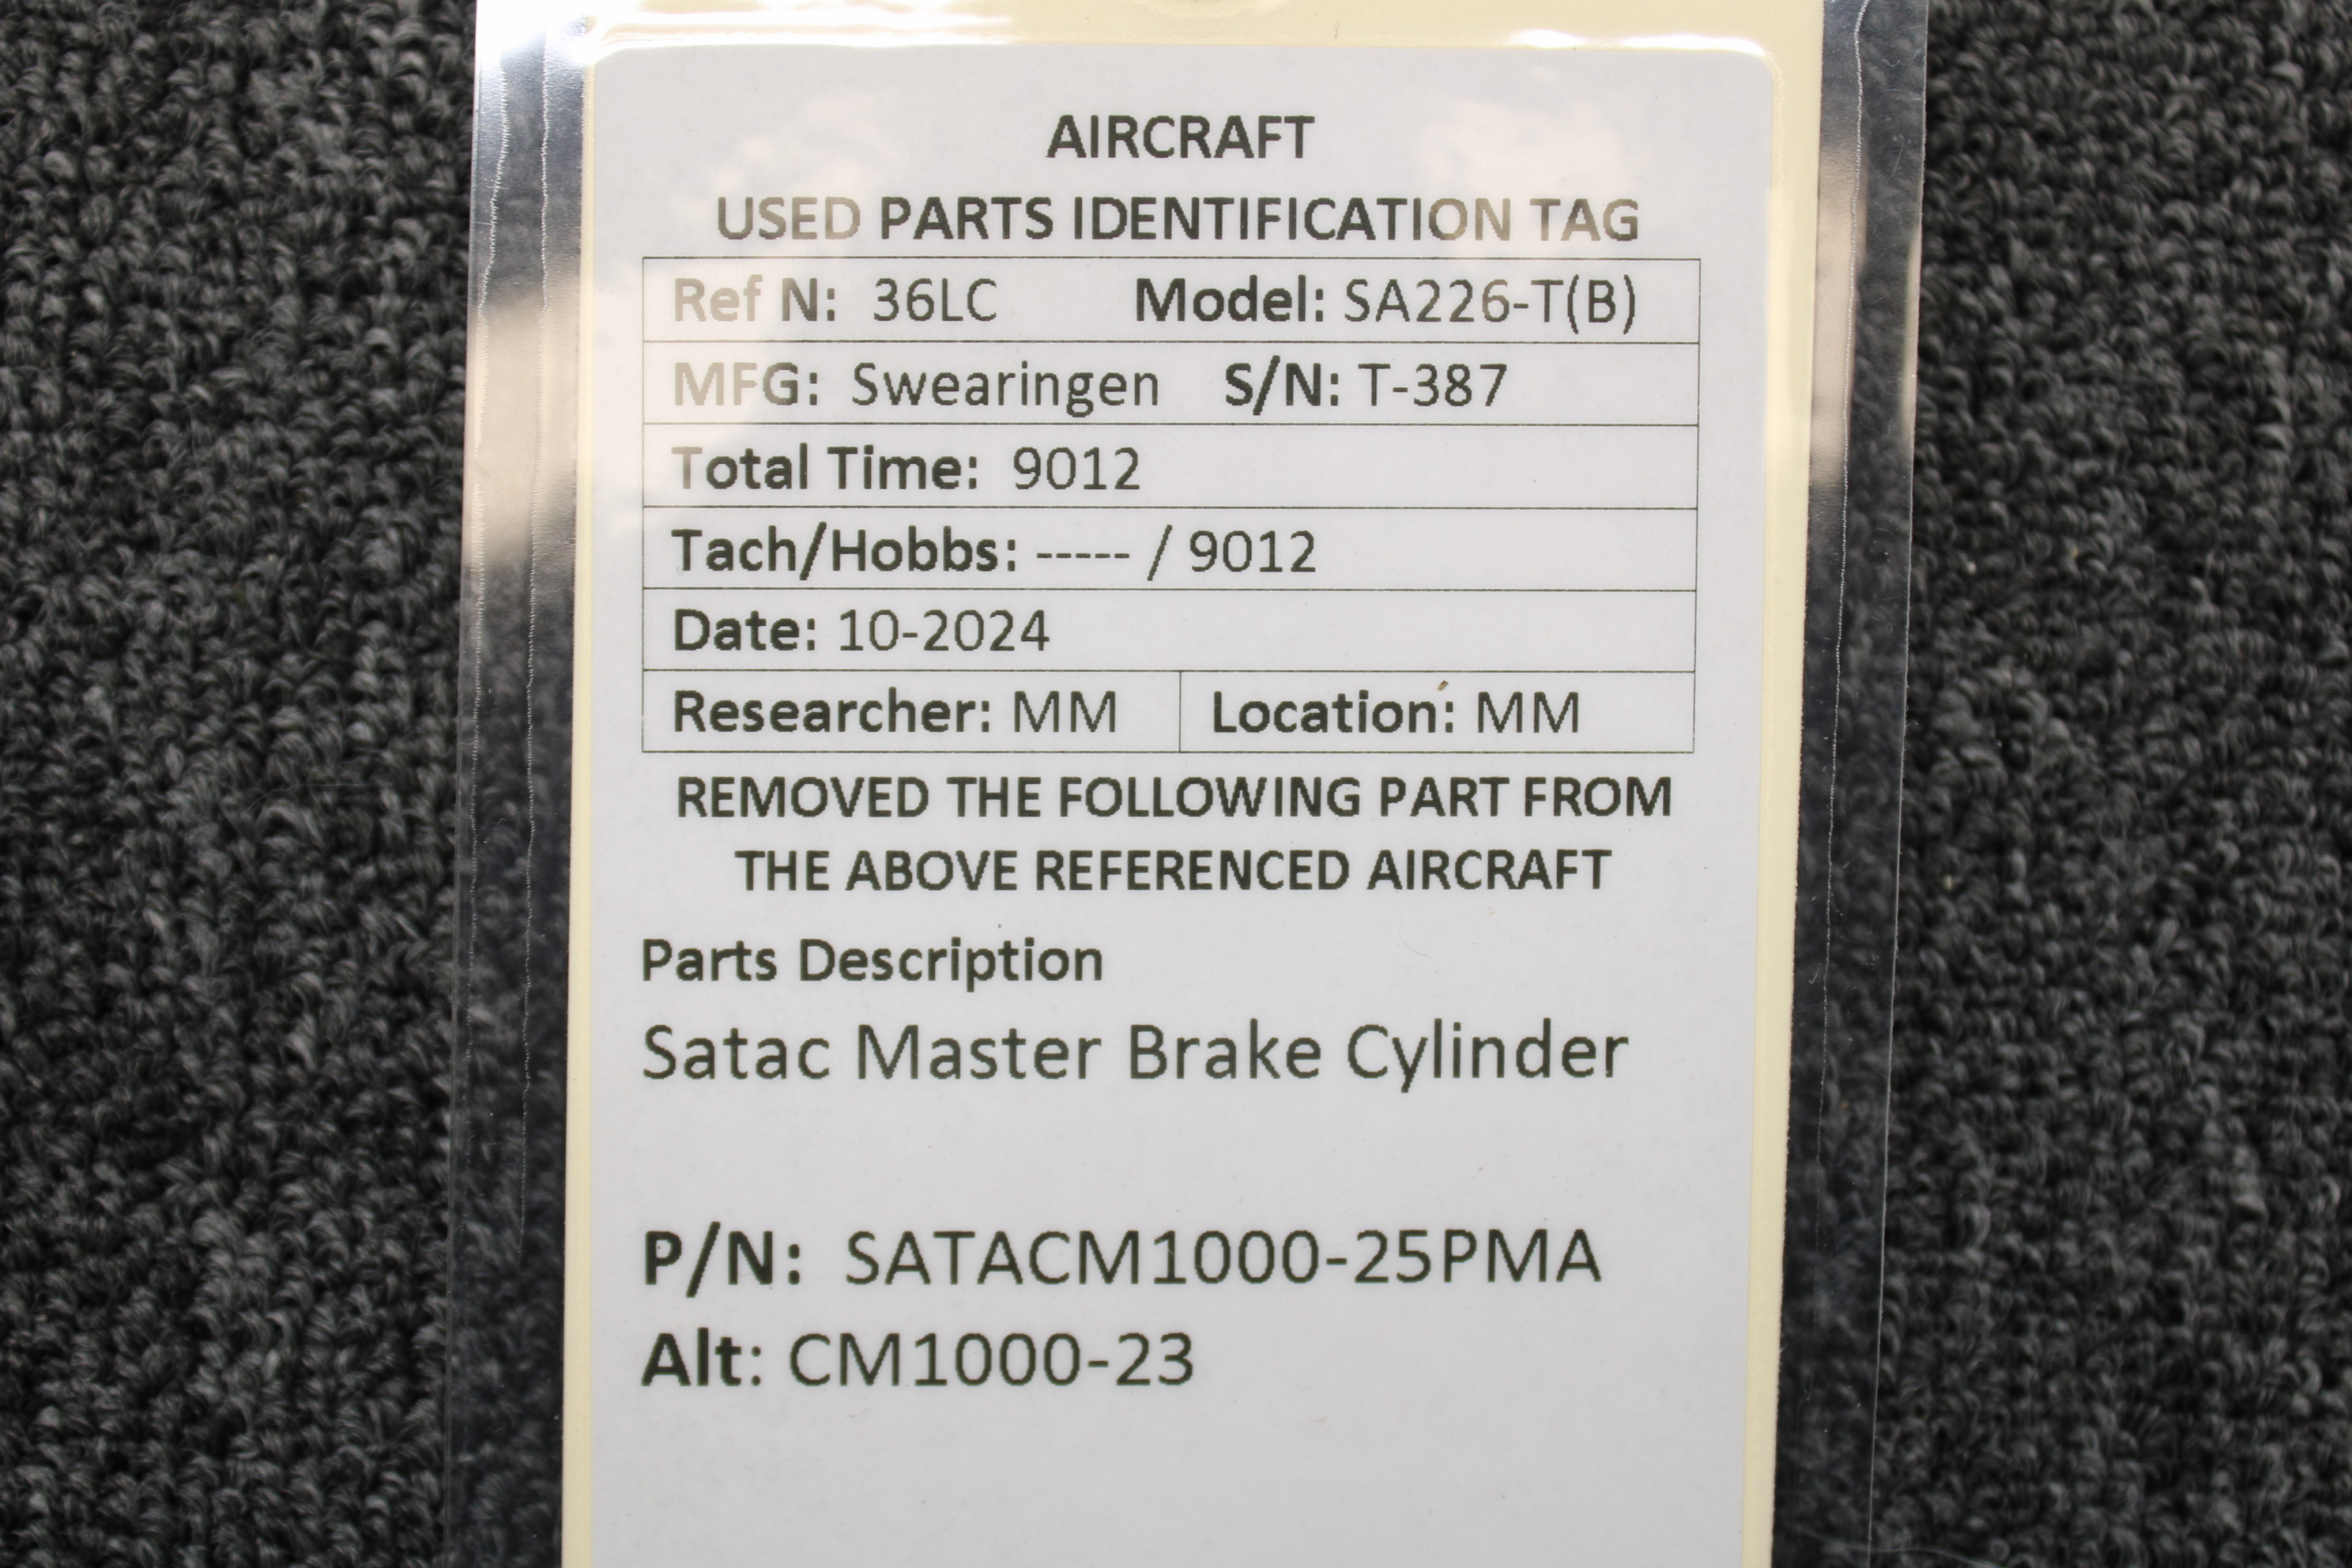 AIRCRAFT
USED PARTS IDENTIFICATION TAG
Ref N: 36LC Model: SA226-T(B)
MFG: Swearingen S/N: T-387
Total Time: 9012
Tach/Hobbs: ----- / 9012
Date: 10-2024
Researcher: MM Location: MM
REMOVED THE FOLLOWING PART FROM
THE ABOVE REFERENCED AIRCRAFT
Parts Description
Satac Master Brake Cylinder
P/N: SATACM1000-25PMA
Alt: CM1000-23